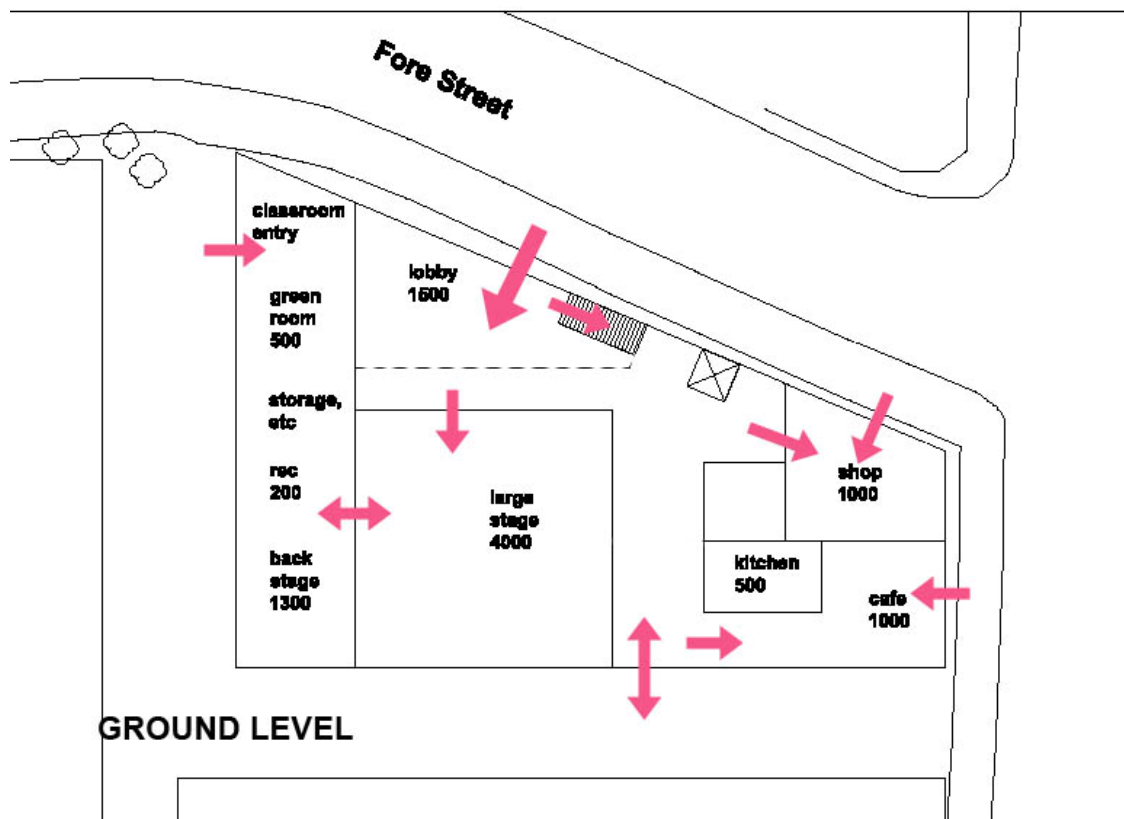 Fore Street
classroom
entry
lobby
1500
green
room
500
storage,
etc
rec
200
large
stage
4000
shop
1000
back
stage
1300
kitchen
500
cafe
1000
GROUND LEVEL